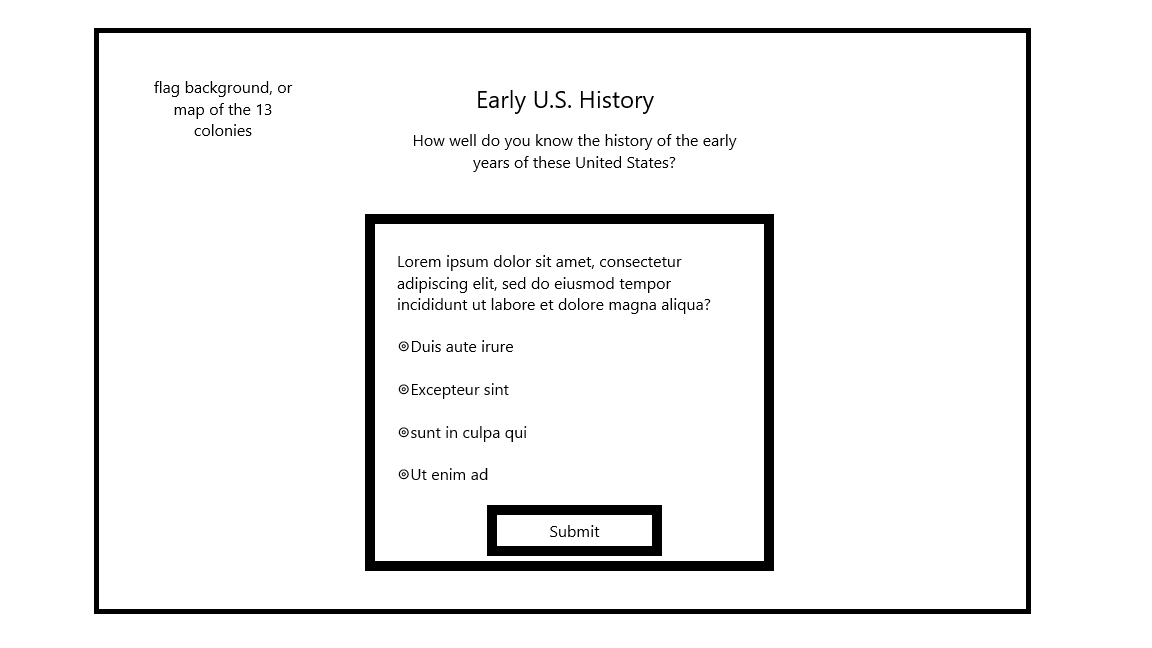 flag background, or
map of the 13
colonies
Early U.S. History
How well do you know the history of the early
years of these United States?
Lorem ipsum dolor sit amet, consectetur
adipiscing elit, sed do eiusmod tempor
incididunt ut labore et dolore magna aliqua?
Duis aute irure
Excepteur sint
sunt in culpa qui
Ut enim ad
Submit